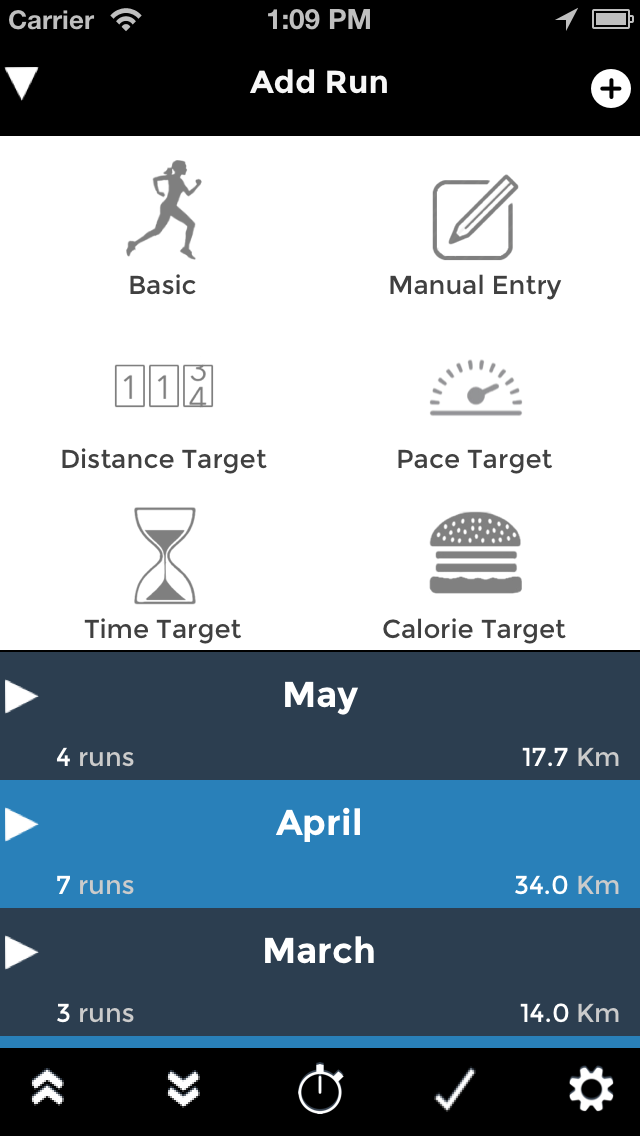 Carrier 1:09 PM
Add Run
Basic Manual Entry
1 1 3 4
Distance Target Pace Target
Time Target Calorie Target
May
4 runs 17.7 Km
April
7 runs 34.0 Km
March
3 runs 14.0 Km